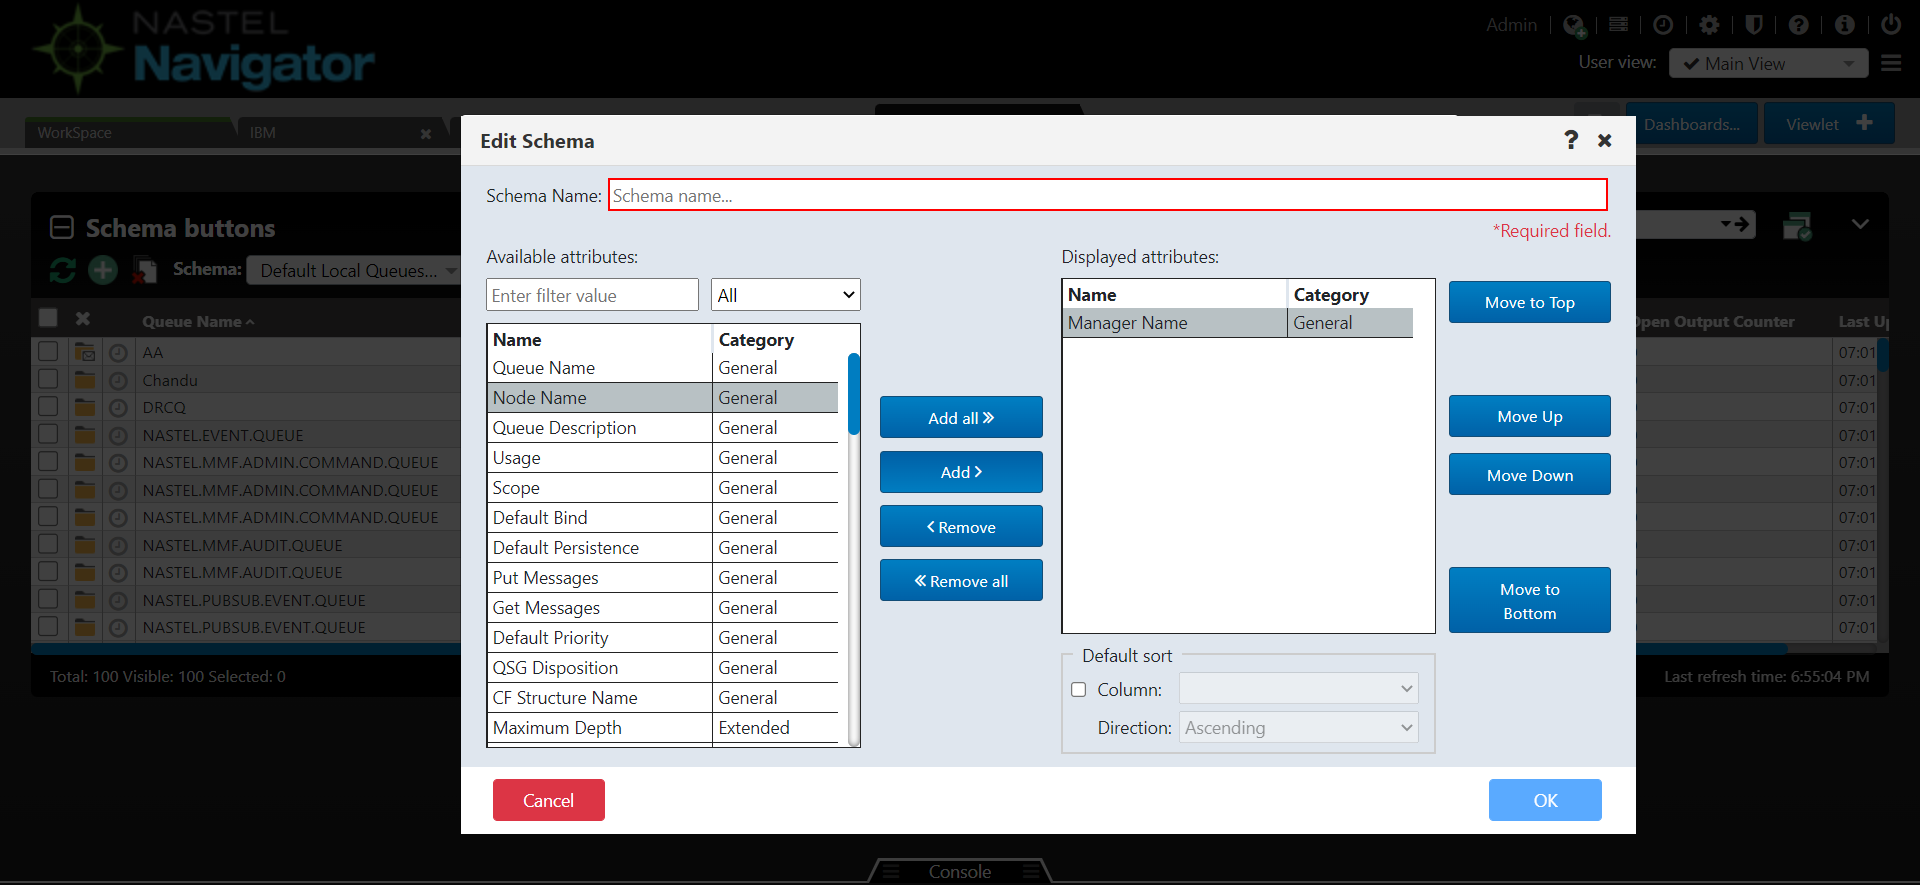 NASTEL
Navigator
Admin
User view: Main View
WorkSpace
IBM
Dashboards...
Viewlet
Edit Schema
Schema Name: Schema name...
*Required field.
Schema buttons
Schema: Default Local Queues...
Available attributes:
Enter filter value All
Name Category
Queue Name General
Node Name General
Queue Description General
Usage General
Scope General
Default Bind General
Default Persistence General
Put Messages General
Get Messages General
Default Priority General
QSG Disposition General
CF Structure Name General
Maximum Depth Extended
Add all
Add
Remove
Remove all
Displayed attributes:
Name Category
Manager Name General
Move to Top
Move Up
Move Down
Move to
Bottom
Default sort
Column:
Direction: Ascending
Cancel
OK
Queue Name
Open Output Counter
AA 07:01
Chandu 07:01
DRCQ 07:01
NASTEL.EVENT.QUEUE 07:01
NASTEL.MMF.ADMIN.COMMAND.QUEUE 07:01
NASTEL.MMF.ADMIN.COMMAND.QUEUE 07:01
NASTEL.MMF.ADMIN.COMMAND.QUEUE 07:01
NASTEL.MMF.AUDIT.QUEUE 07:01
NASTEL.MMF.AUDIT.QUEUE 07:01
NASTEL.PUBSUB.EVENT.QUEUE 07:01
NASTEL.PUBSUB.EVENT.QUEUE 07:01
Total: 100 Visible: 100 Selected: 0
Last refresh time: 6:55:04 PM
Console